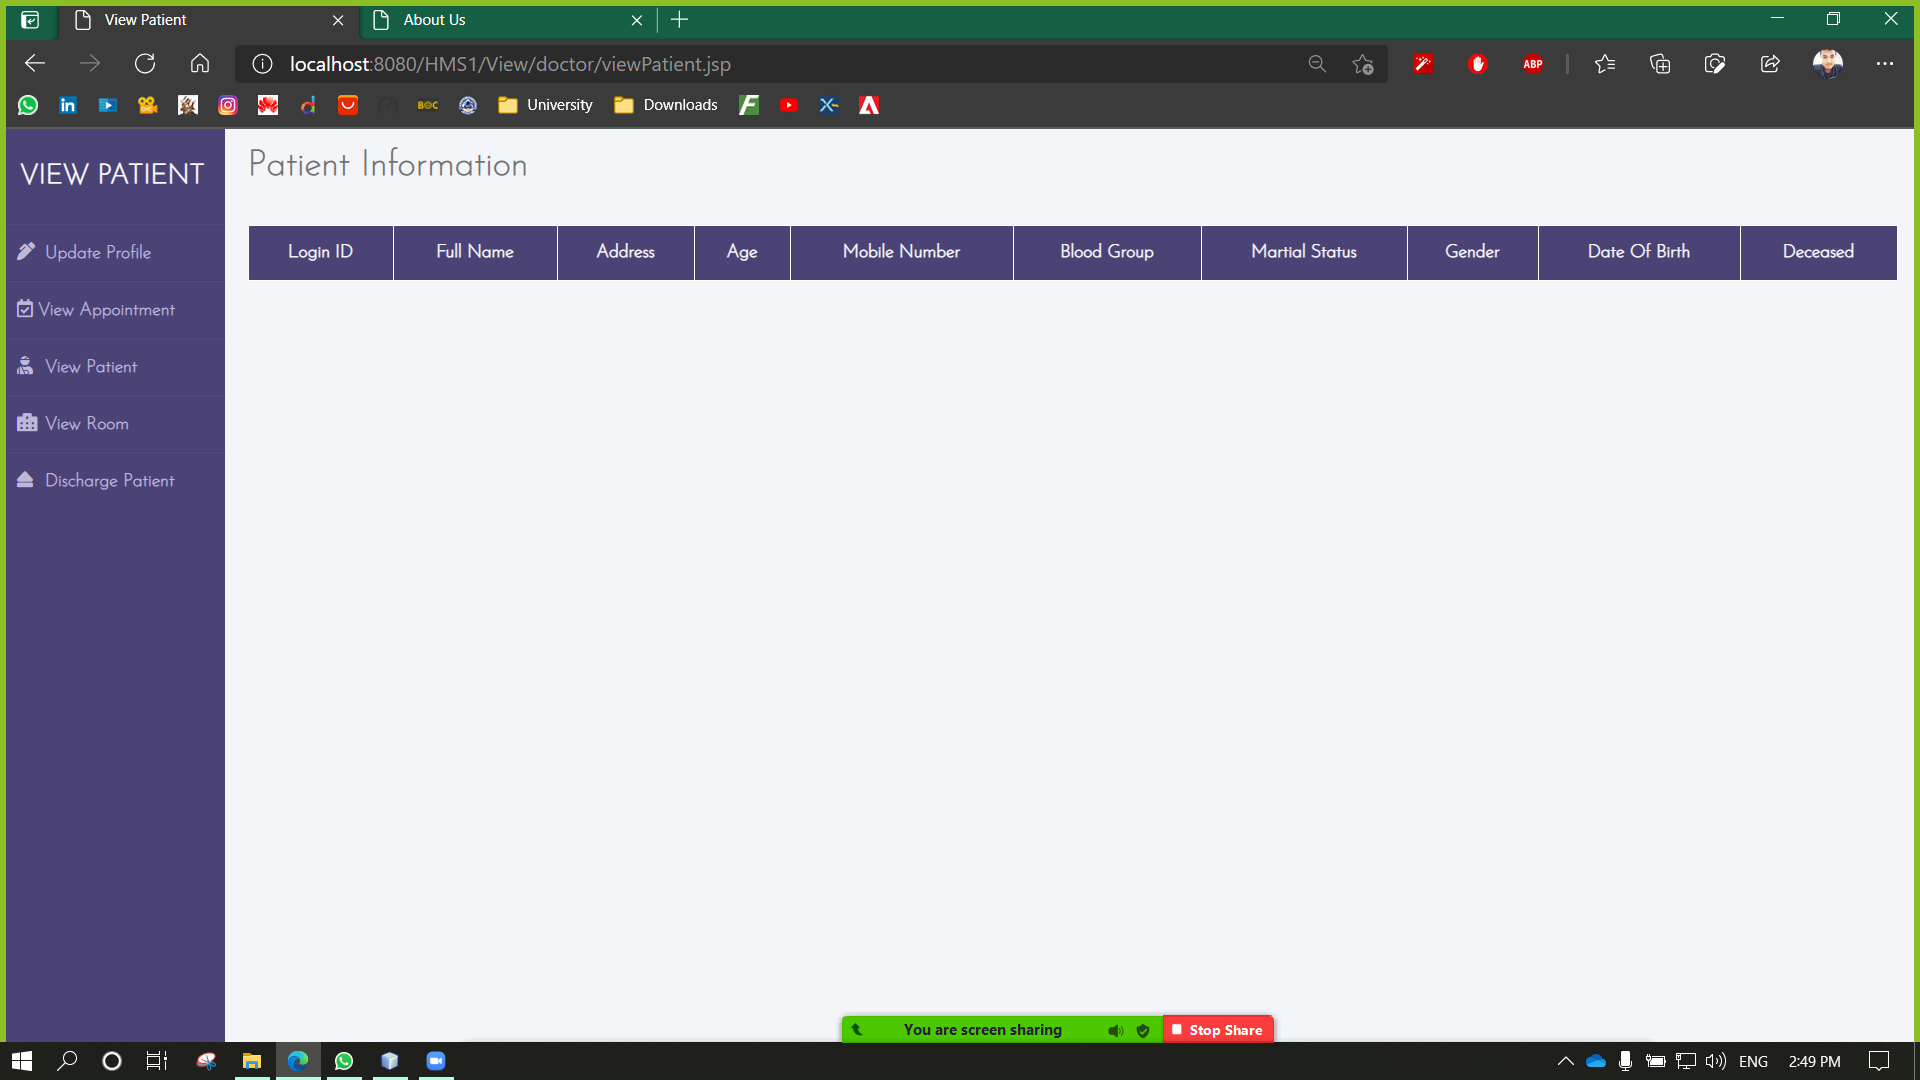 View Patient
About Us
localhost:8080/HMS1/View/doctor/viewPatient.jsp
ABP
BOC
University
Downloads
VIEW PATIENT
Patient Information
Update Profile
View Appointment
View Patient
View Room
Discharge Patient
Login ID Full Name Address Age Mobile Number Blood Group Martial Status Gender Date Of Birth Deceased
You are screen sharing
Stop Share
ENG
2:49 PM